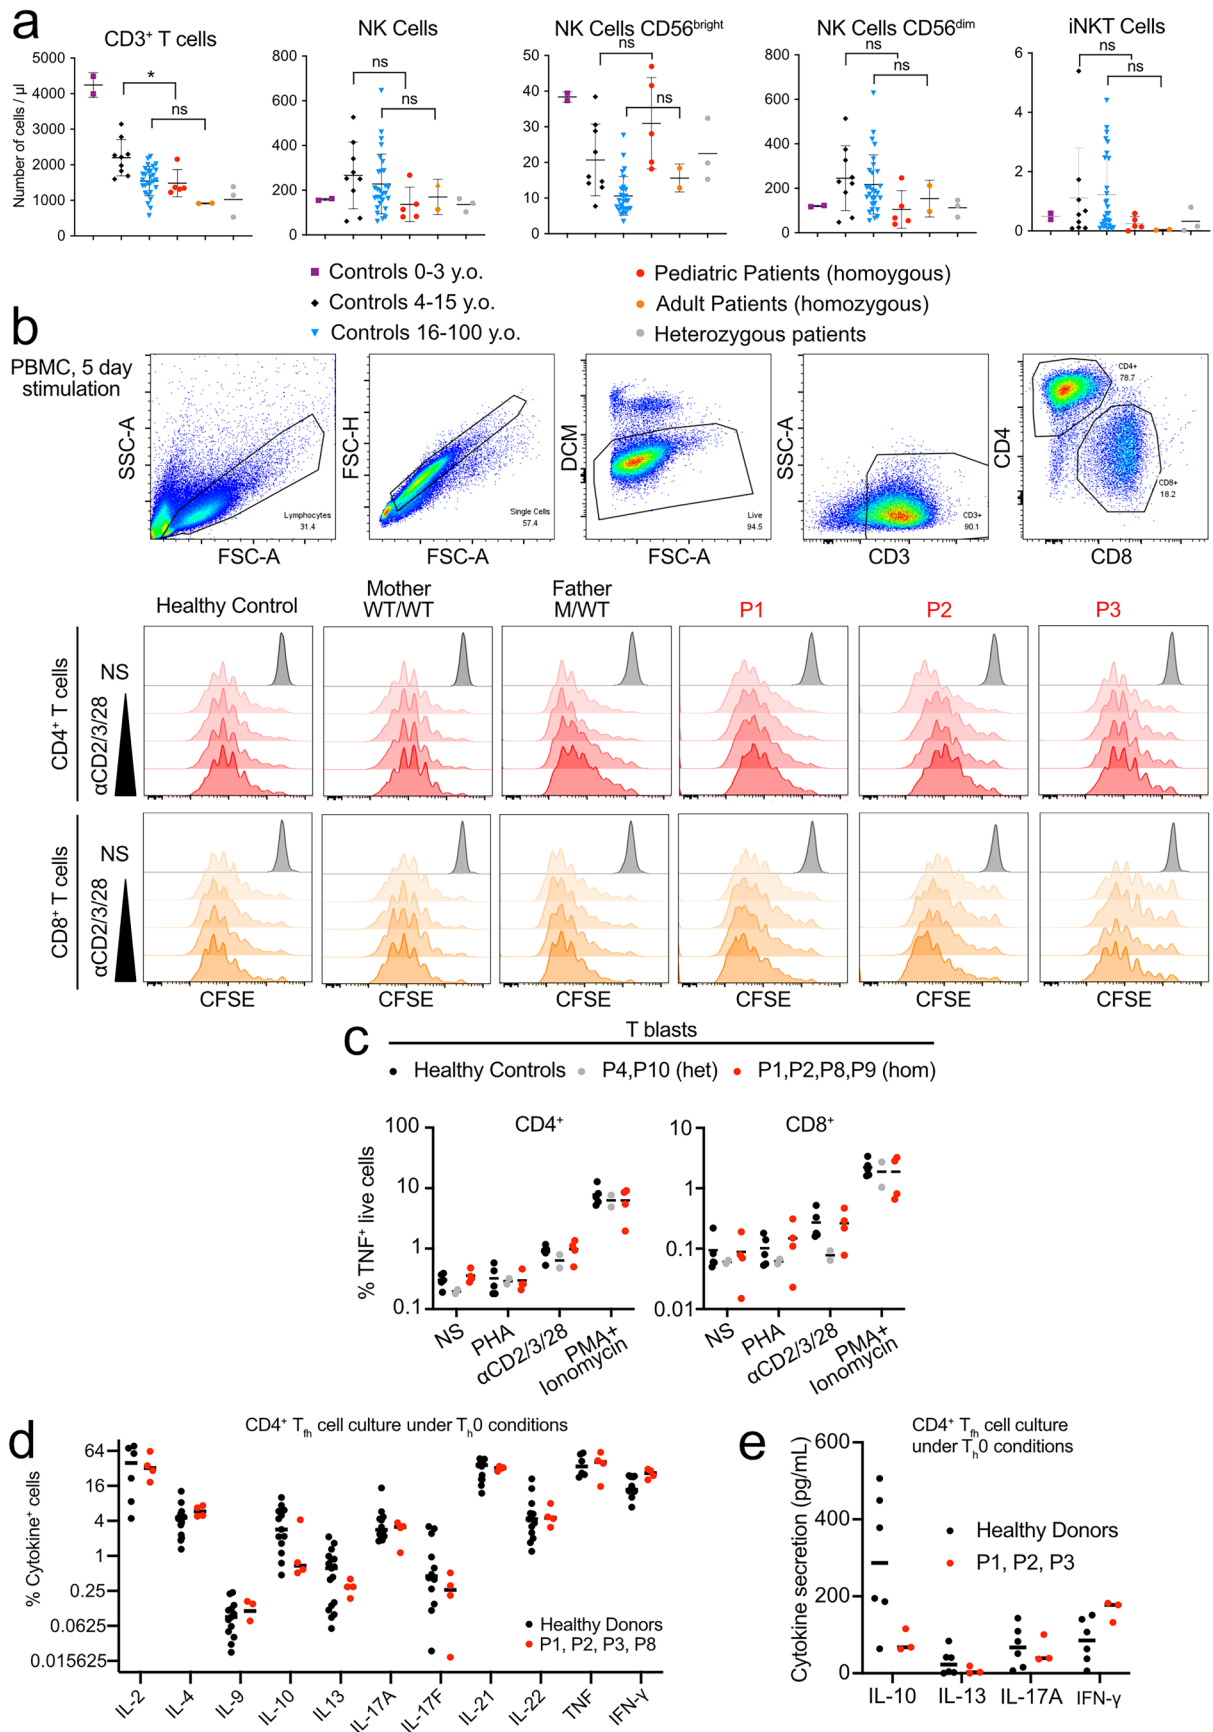 a
CD3+ T cells
NK Cells
NK Cells CD56bright
NK Cells CD56dim
iNKT Cells
Number of cells / µl
5000
4000
3000
2000
1000
0
*
ns
800
600
400
200
0
ns
ns
50
40
30
20
10
0
ns
ns
800
600
400
200
0
ns
ns
6
4
2
0
ns
ns
Controls 0-3 y.o.
Controls 4-15 y.o.
Controls 16-100 y.o.
Pediatric Patients (homoygous)
Adult Patients (homozygous)
Heterozygous patients
b
PBMC, 5 day
stimulation
SSC-A
Lymphocytes
31.4
FSC-A
FSC-H
Single Cells
57.4
FSC-A
DCM
Live
94.5
FSC-A
SSC-A
CD3+
90.1
CD3
CD4
CD4+
78.7
CD8+
18.2
CD8
Healthy Control
Mother
WT/WT
Father
M/WT
P1
P2
P3
CD4+ T cells
NS
αCD2/3/28
CD8+ T cells
NS
αCD2/3/28
CFSE
CFSE
CFSE
CFSE
CFSE
CFSE
c
T blasts
Healthy Controls
P4,P10 (het)
P1,P2,P8,P9 (hom)
% TNF+ live cells
CD4+
100
10
1
0.1
NS
PHA
αCD2/3/28
PMA+
Ionomycin
CD8+
10
1
0.1
0.01
NS
PHA
αCD2/3/28
PMA+
Ionomycin
d
CD4+ Tfh cell culture under Th0 conditions
% Cytokine+ cells
64
16
4
1
0.25
0.0625
0.015625
Healthy Donors
P1, P2, P3, P8
IL-2
IL-4
IL-9
IL-10
IL13
IL-17A
IL-17F
IL-21
IL-22
TNF
IFN-γ
e
CD4+ Tfh cell culture
under Th0 conditions
Cytokine secretion (pg/mL)
600
400
200
0
Healthy Donors
P1, P2, P3
IL-10
IL-13
IL-17A
IFN-γ